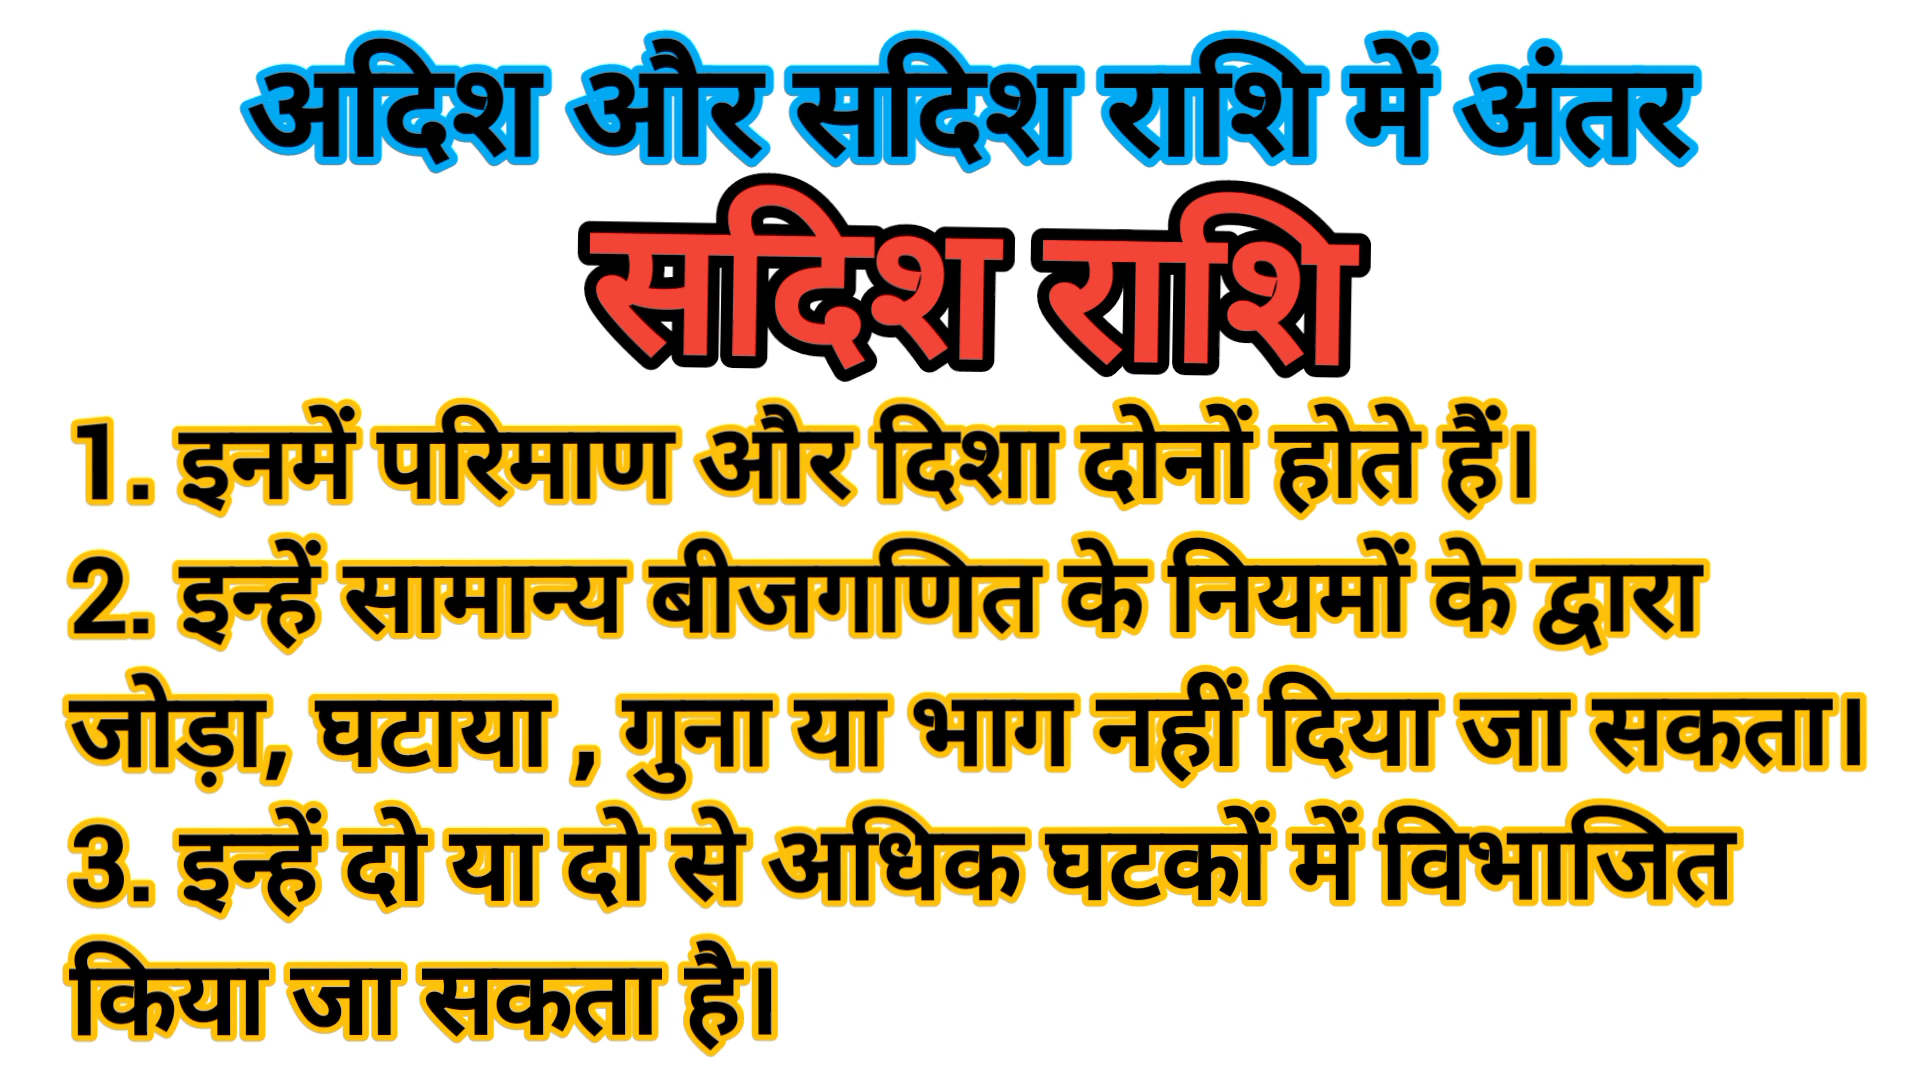 अदिश और सदिश राशि में अंतर
सदिश राशि
1. इनमें परिमाण और दिशा दोनों होते हैं।
2. इन्हें सामान्य बीजगणित के नियमों के द्वारा
जोड़ा, घटाया , गुना या भाग नहीं दिया जा सकता।
3. इन्हें दो या दो से अधिक घटकों में विभाजित
किया जा सकता है।